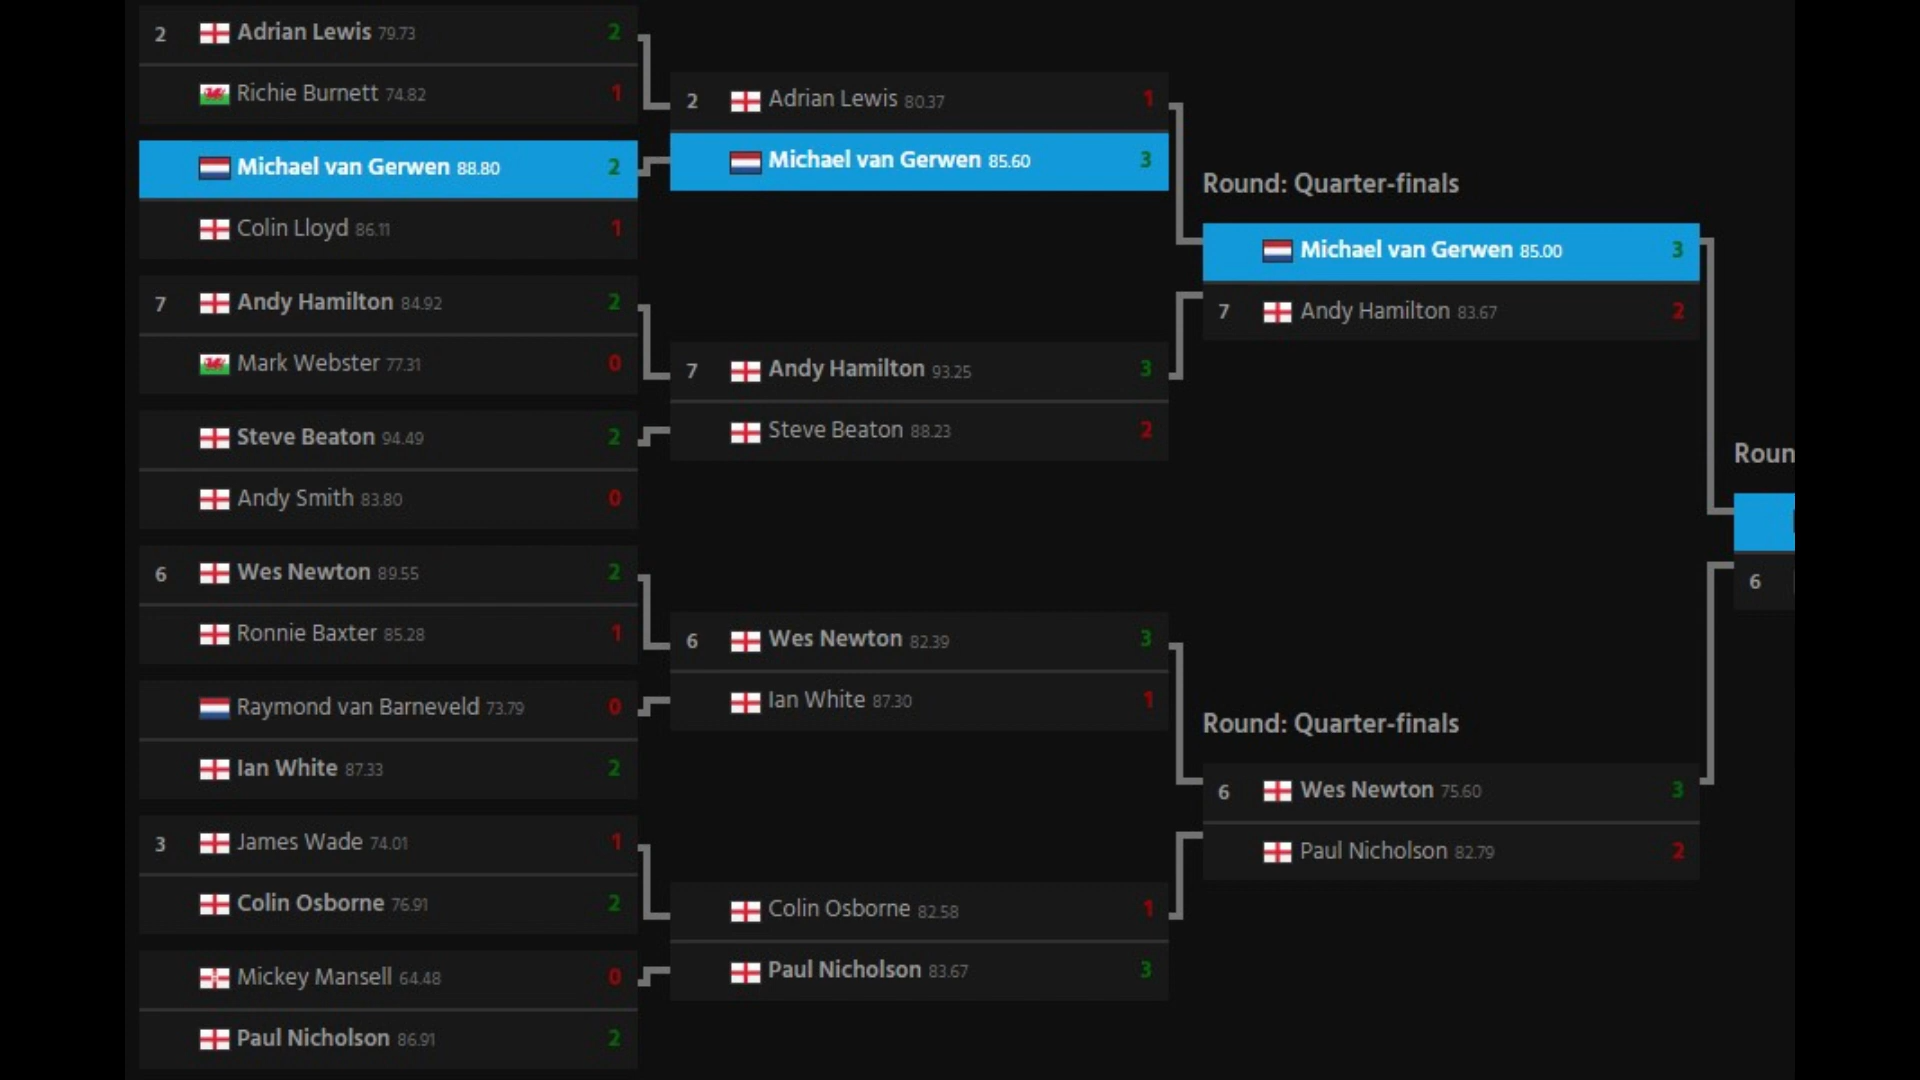 2 Adrian Lewis 79.73 2
Richie Burnett 74.82 1
Michael van Gerwen 88.80 2
Colin Lloyd 86.11 1
7 Andy Hamilton 84.92 2
Mark Webster 77.31 0
Steve Beaton 94.49 2
Andy Smith 83.80 0
6 Wes Newton 89.55 2
Ronnie Baxter 85.28 1
Raymond van Barneveld 73.79 0
Ian White 87.33 2
3 James Wade 74.01 1
Colin Osborne 76.91 2
Mickey Mansell 64.48 0
Paul Nicholson 86.91 2
2 Adrian Lewis 80.37 1
Michael van Gerwen 85.60 3
7 Andy Hamilton 93.25 3
Steve Beaton 88.23 2
6 Wes Newton 82.39 3
Ian White 87.30 1
Colin Osborne 82.58 1
Paul Nicholson 83.67 3
Round: Quarter-finals
Michael van Gerwen 85.00 3
7 Andy Hamilton 83.67 2
Round: Quarter-finals
6 Wes Newton 75.60 3
Paul Nicholson 82.79 2
Roun
6